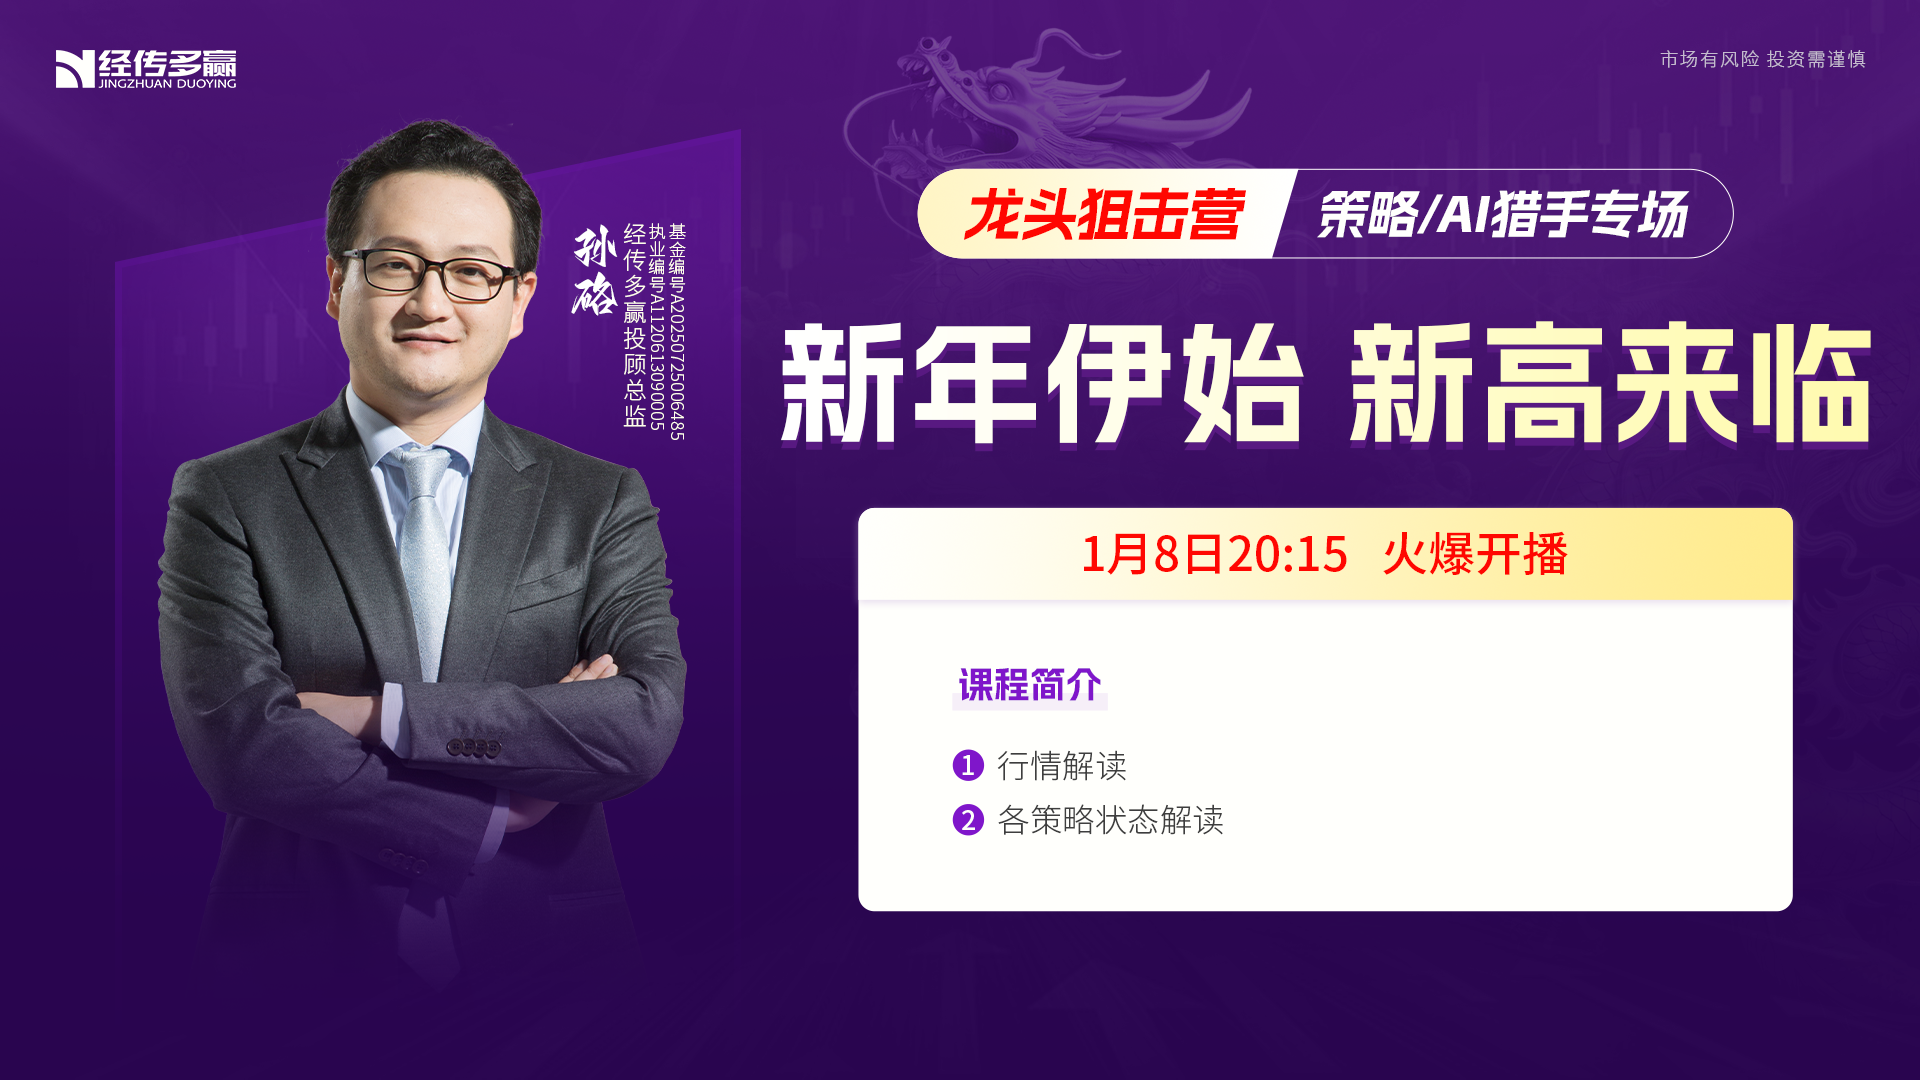 经传多赢
JINGZHUAN DUOYING
市场有风险 投资需谨慎
龙头狙击营
策略/AI猎手专场
孙硌
经传多赢投顾总监
执业编号A1120613090005
基金编号A20250725006485
新年伊始 新高来临
1月8日20:15 火爆开播
课程简介
1 行情解读
2 各策略状态解读